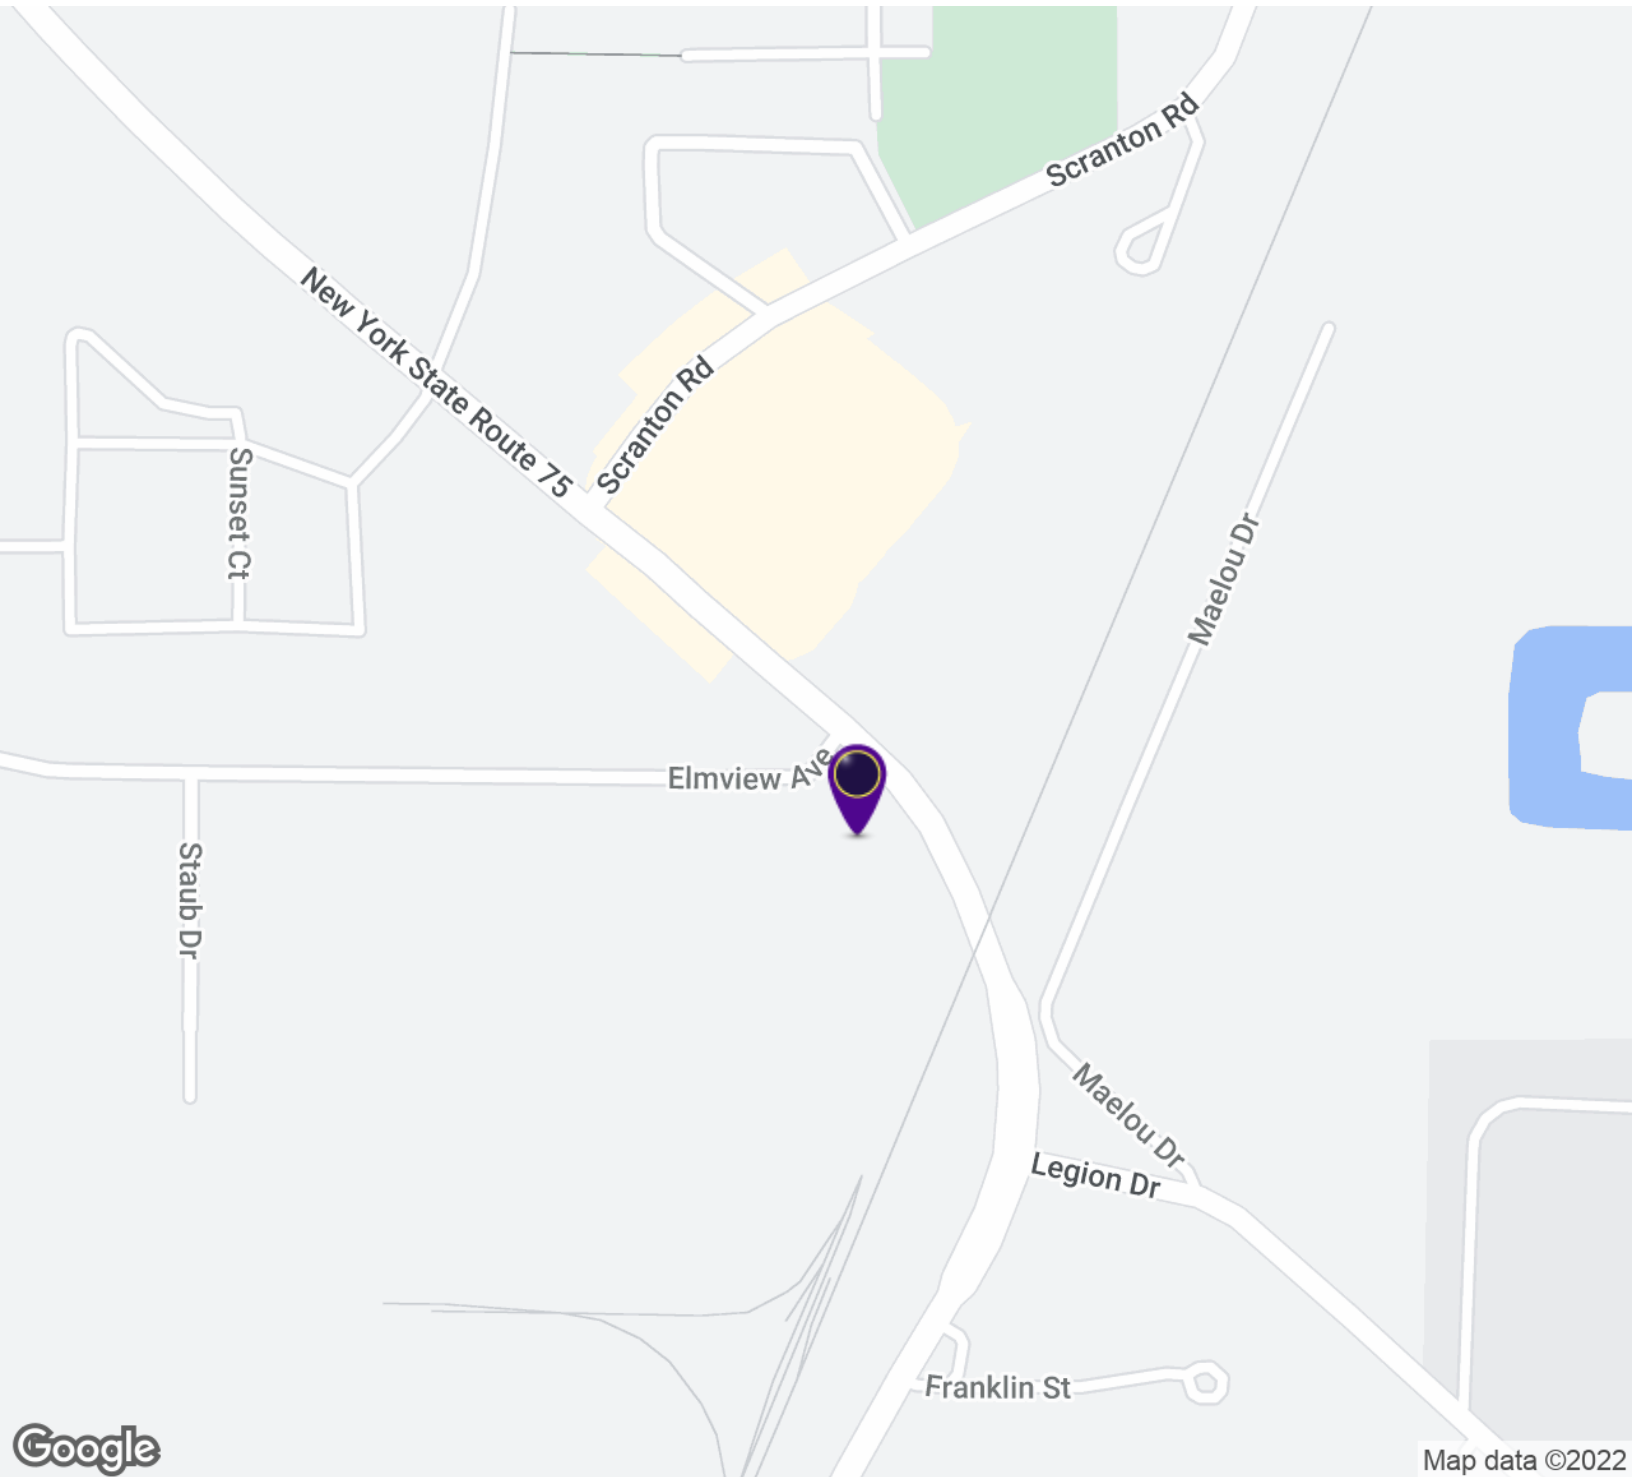 Scranton Rd
New York State Route 75
Scranton Rd
Sunset Ct
Maelou Dr
Elmview Ave
Staub Dr
Maelou Dr
Legion Dr
Franklin St
Google
Map data ©2022